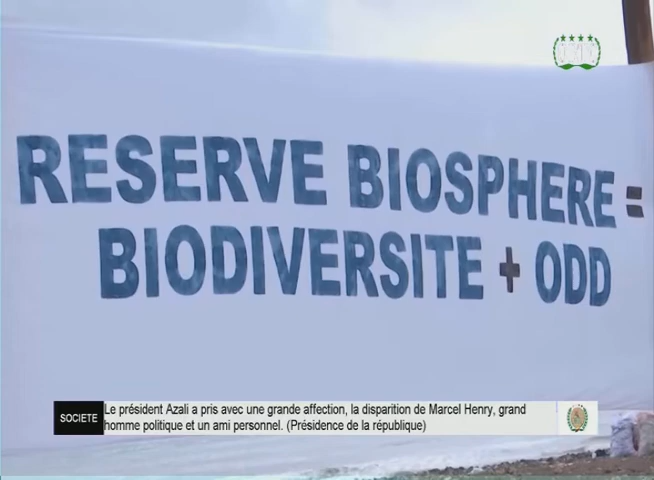 RESERVE BIOSPHERE =
BIODIVERSITE + ODD
SOCIETE
Le président Azali a pris avec une grande affection, la disparition de Marcel Henry, grand
homme politique et un ami personnel. (Présidence de la république)